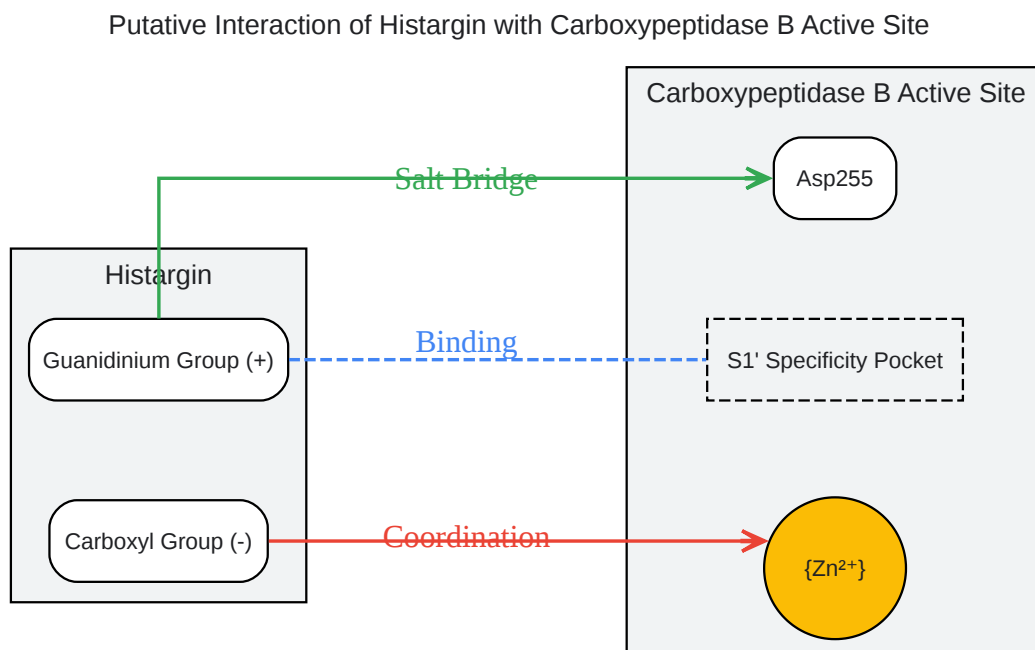 Putative Interaction of Histargin with Carboxypeptidase B Active Site
Carboxypeptidase B Active Site
Salt Bridge
Asp255
Histargin
Guanidinium Group (+)
Binding
S1' Specificity Pocket
Carboxyl Group (-)
Coordination
{Zn²⁺}